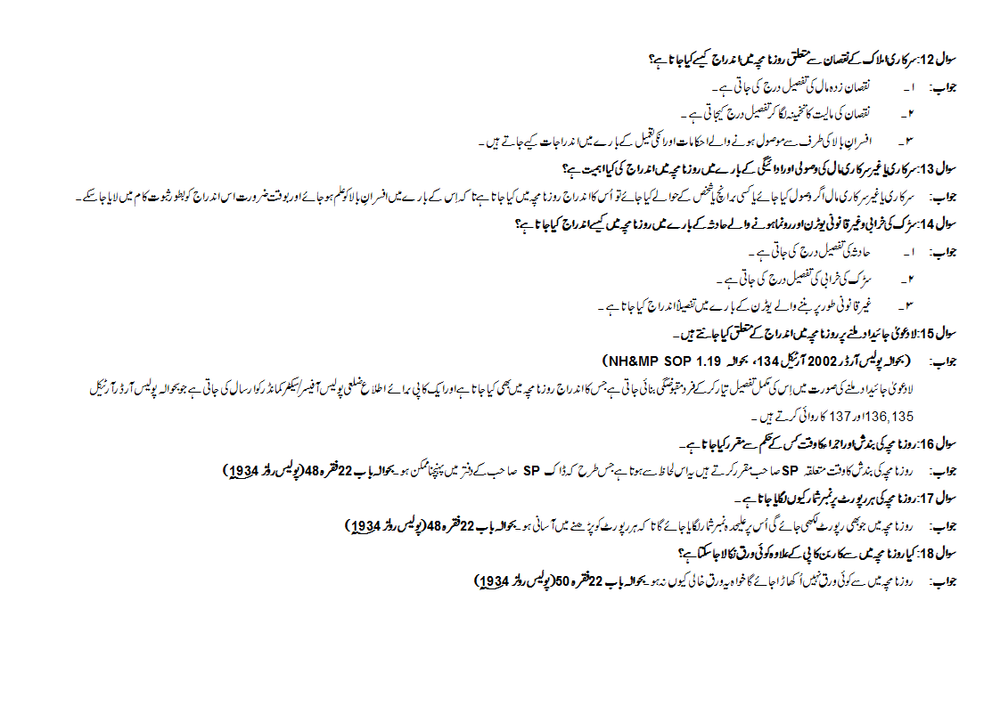 سوال 12: سرکاری املاک کے نقصان سے متعلق روزنامچہ میں اندراج کیسے کیا جاتا ہے؟
جواب: ۱۔ نقصان زدہ مال کی تفصیل درج کی جاتی ہے۔
۲۔ نقصان کی مالیت کا تخمینہ لگا کر تفصیل درج کیجاتی ہے۔
۳۔ افسرانِ بالا کی طرف سے موصول ہونے والے احکامات اور انکی تعمیل کے بارے میں اندراجات کیے جاتے ہیں۔
سوال 13: سرکاری یا غیر سرکاری مال کی وصولی اور ادائیگی کے بارے میں روزنامچہ میں اندراج کی کیا اہمیت ہے؟
جواب: سرکاری یا غیر سرکاری مال اگر وصول کیا جائے یا کسی برانچ یا شخص کے حوالے کیا جائے تو اُس کا اندراج روزنامچہ میں کیا جاتا ہے تاکہ اِس کے بارے میں افسرانِ بالا کو علم ہو جائے اور بوقت ضرورت اس اندراج کو بطور ثبوت کام میں لایا جا سکے۔
سوال 14: سڑک کی خرابی و غیر قانونی یوٹرن اور رونما ہونے والے حادثہ کے بارے میں روزنامچہ میں کیسے اندراج کیا جاتا ہے؟
جواب: ۱۔ حادثہ کی تفصیل درج کی جاتی ہے۔
۲۔ سڑک کی خرابی کی تفصیل درج کی جاتی ہے۔
۳۔ غیر قانونی طور پر بننے والے یوٹرن کے بارے میں تفصیلاً اندراج کیا جاتا ہے۔
سوال 15: لا دعویٰ جائیداد ملنے پر روزنامچہ میں اندراج کے متعلق کیا جانتے ہیں۔
جواب: (بحوالہ پولیس آرڈر 2002 آرٹیکل 134، بحوالہ NH&MP SOP 1.19)
لا دعویٰ جائیداد ملنے کی صورت میں اِس کی مکمل تفصیل تیار کر کے فرد مقبوضگی بنائی جاتی ہے جس کا اندراج روزنامچہ میں بھی کیا جاتا ہے اور ایک کاپی برائے اطلاع ضلعی پولیس آفیسر/سیکٹر کمانڈر کو ارسال کی جاتی ہے جو بحوالہ پولیس آرڈر آرٹیکل
136,135 اور 137 کا روائی کرتے ہیں۔
سوال 16: روزنامچہ کی بندش اور اجراء کا وقت کس کے حکم سے مقرر کیا جاتا ہے۔
جواب: روزنامچہ کی بندش کا وقت متعلقہ SP صاحب مقرر کرتے ہیں یہ اِس لحاظ سے ہوتا ہے جس طرح کہ ڈاک SP صاحب کے دفتر میں پہنچنا ممکن ہو۔ بحوالہ باب 22 فقرہ 48 (پولیس رولز 1934)
سوال 17: روزنامچہ کی ہر رپورٹ پر نمبر شمار کیوں لگایا جاتا ہے۔
جواب: روزنامچہ میں جو بھی رپورٹ لکھی جائے گی اُس پر علیحدہ نمبر شمار لگایا جائے گا تاکہ ہر رپورٹ کو پڑھنے میں آسانی ہو۔ بحوالہ باب 22 فقرہ 48 (پولیس رولز 1934)
سوال 18: کیا روزنامچہ میں سے کاربن کاپی کے علاوہ کوئی ورق نکالا جا سکتا ہے؟
جواب: روزنامچہ میں سے کوئی ورق نہیں اُکھاڑا جائے گا خواہ یہ ورق خالی کیوں نہ ہو۔ بحوالہ باب 22 فقرہ 50 (پولیس رولز 1934)